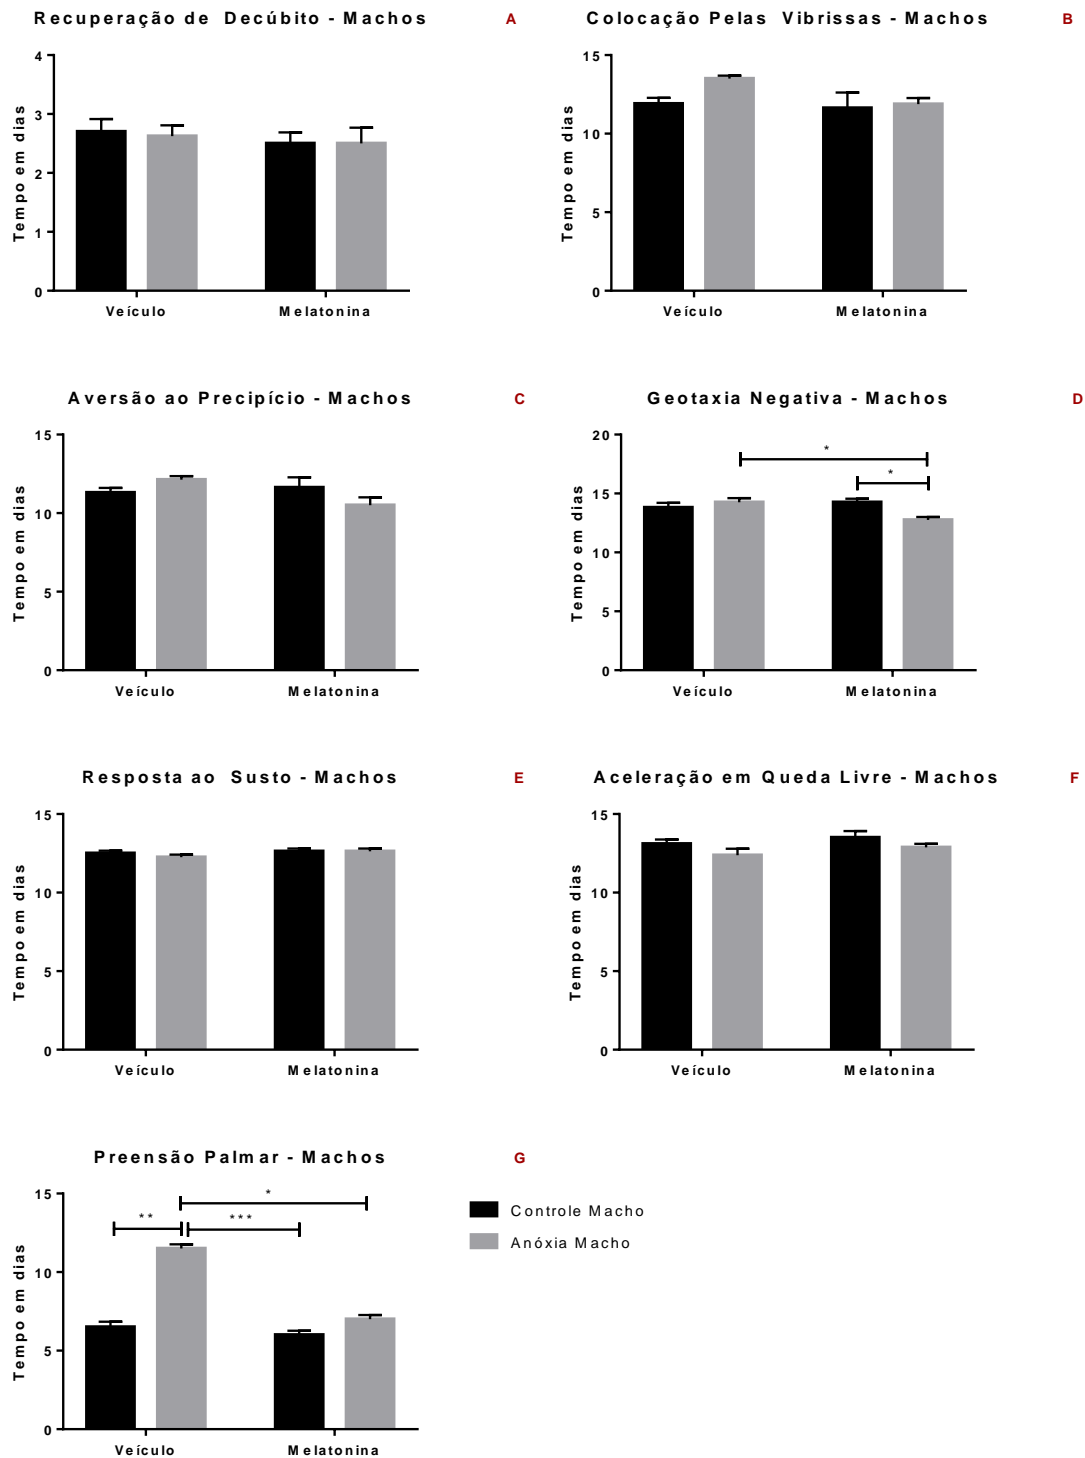 Recuperação de Decúbito - Machos A
4
3
2
1
0
Tempo em dias
Veículo Melatonina
Colocação Pelas Vibrissas - Machos B
15
10
5
0
Tempo em dias
Veículo Melatonina
Aversão ao Precipício - Machos C
15
10
5
0
Tempo em dias
Veículo Melatonina
Geotaxia Negativa - Machos D
20
15
10
5
0
Tempo em dias
*
*
Veículo Melatonina
Resposta ao Susto - Machos E
15
10
5
0
Tempo em dias
Veículo Melatonina
Aceleração em Queda Livre - Machos F
15
10
5
0
Tempo em dias
Veículo Melatonina
Preensão Palmar - Machos G
15
10
5
0
Tempo em dias
*
** ***
Veículo Melatonina
Controle Macho
Anóxia Macho